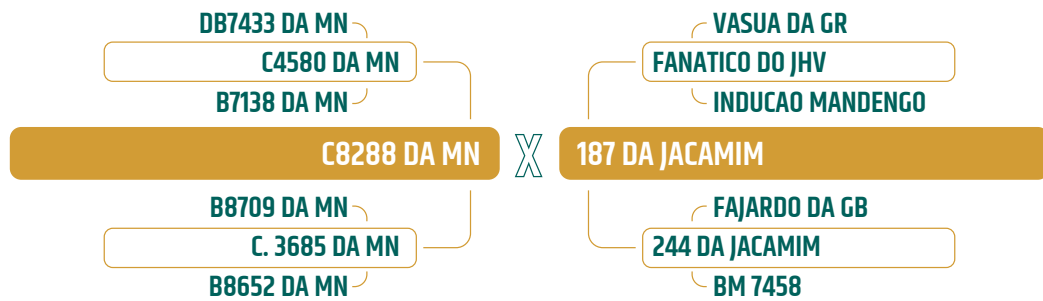 DB7433 DA MN
C4580 DA MN
B7138 DA MN
C8288 DA MN
B8709 DA MN
C. 3685 DA MN
B8652 DA MN
X
VASUA DA GR
FANATICO DO JHV
INDUCAO MANDENGO
187 DA JACAMIM
FAJARDO DA GB
244 DA JACAMIM
BM 7458